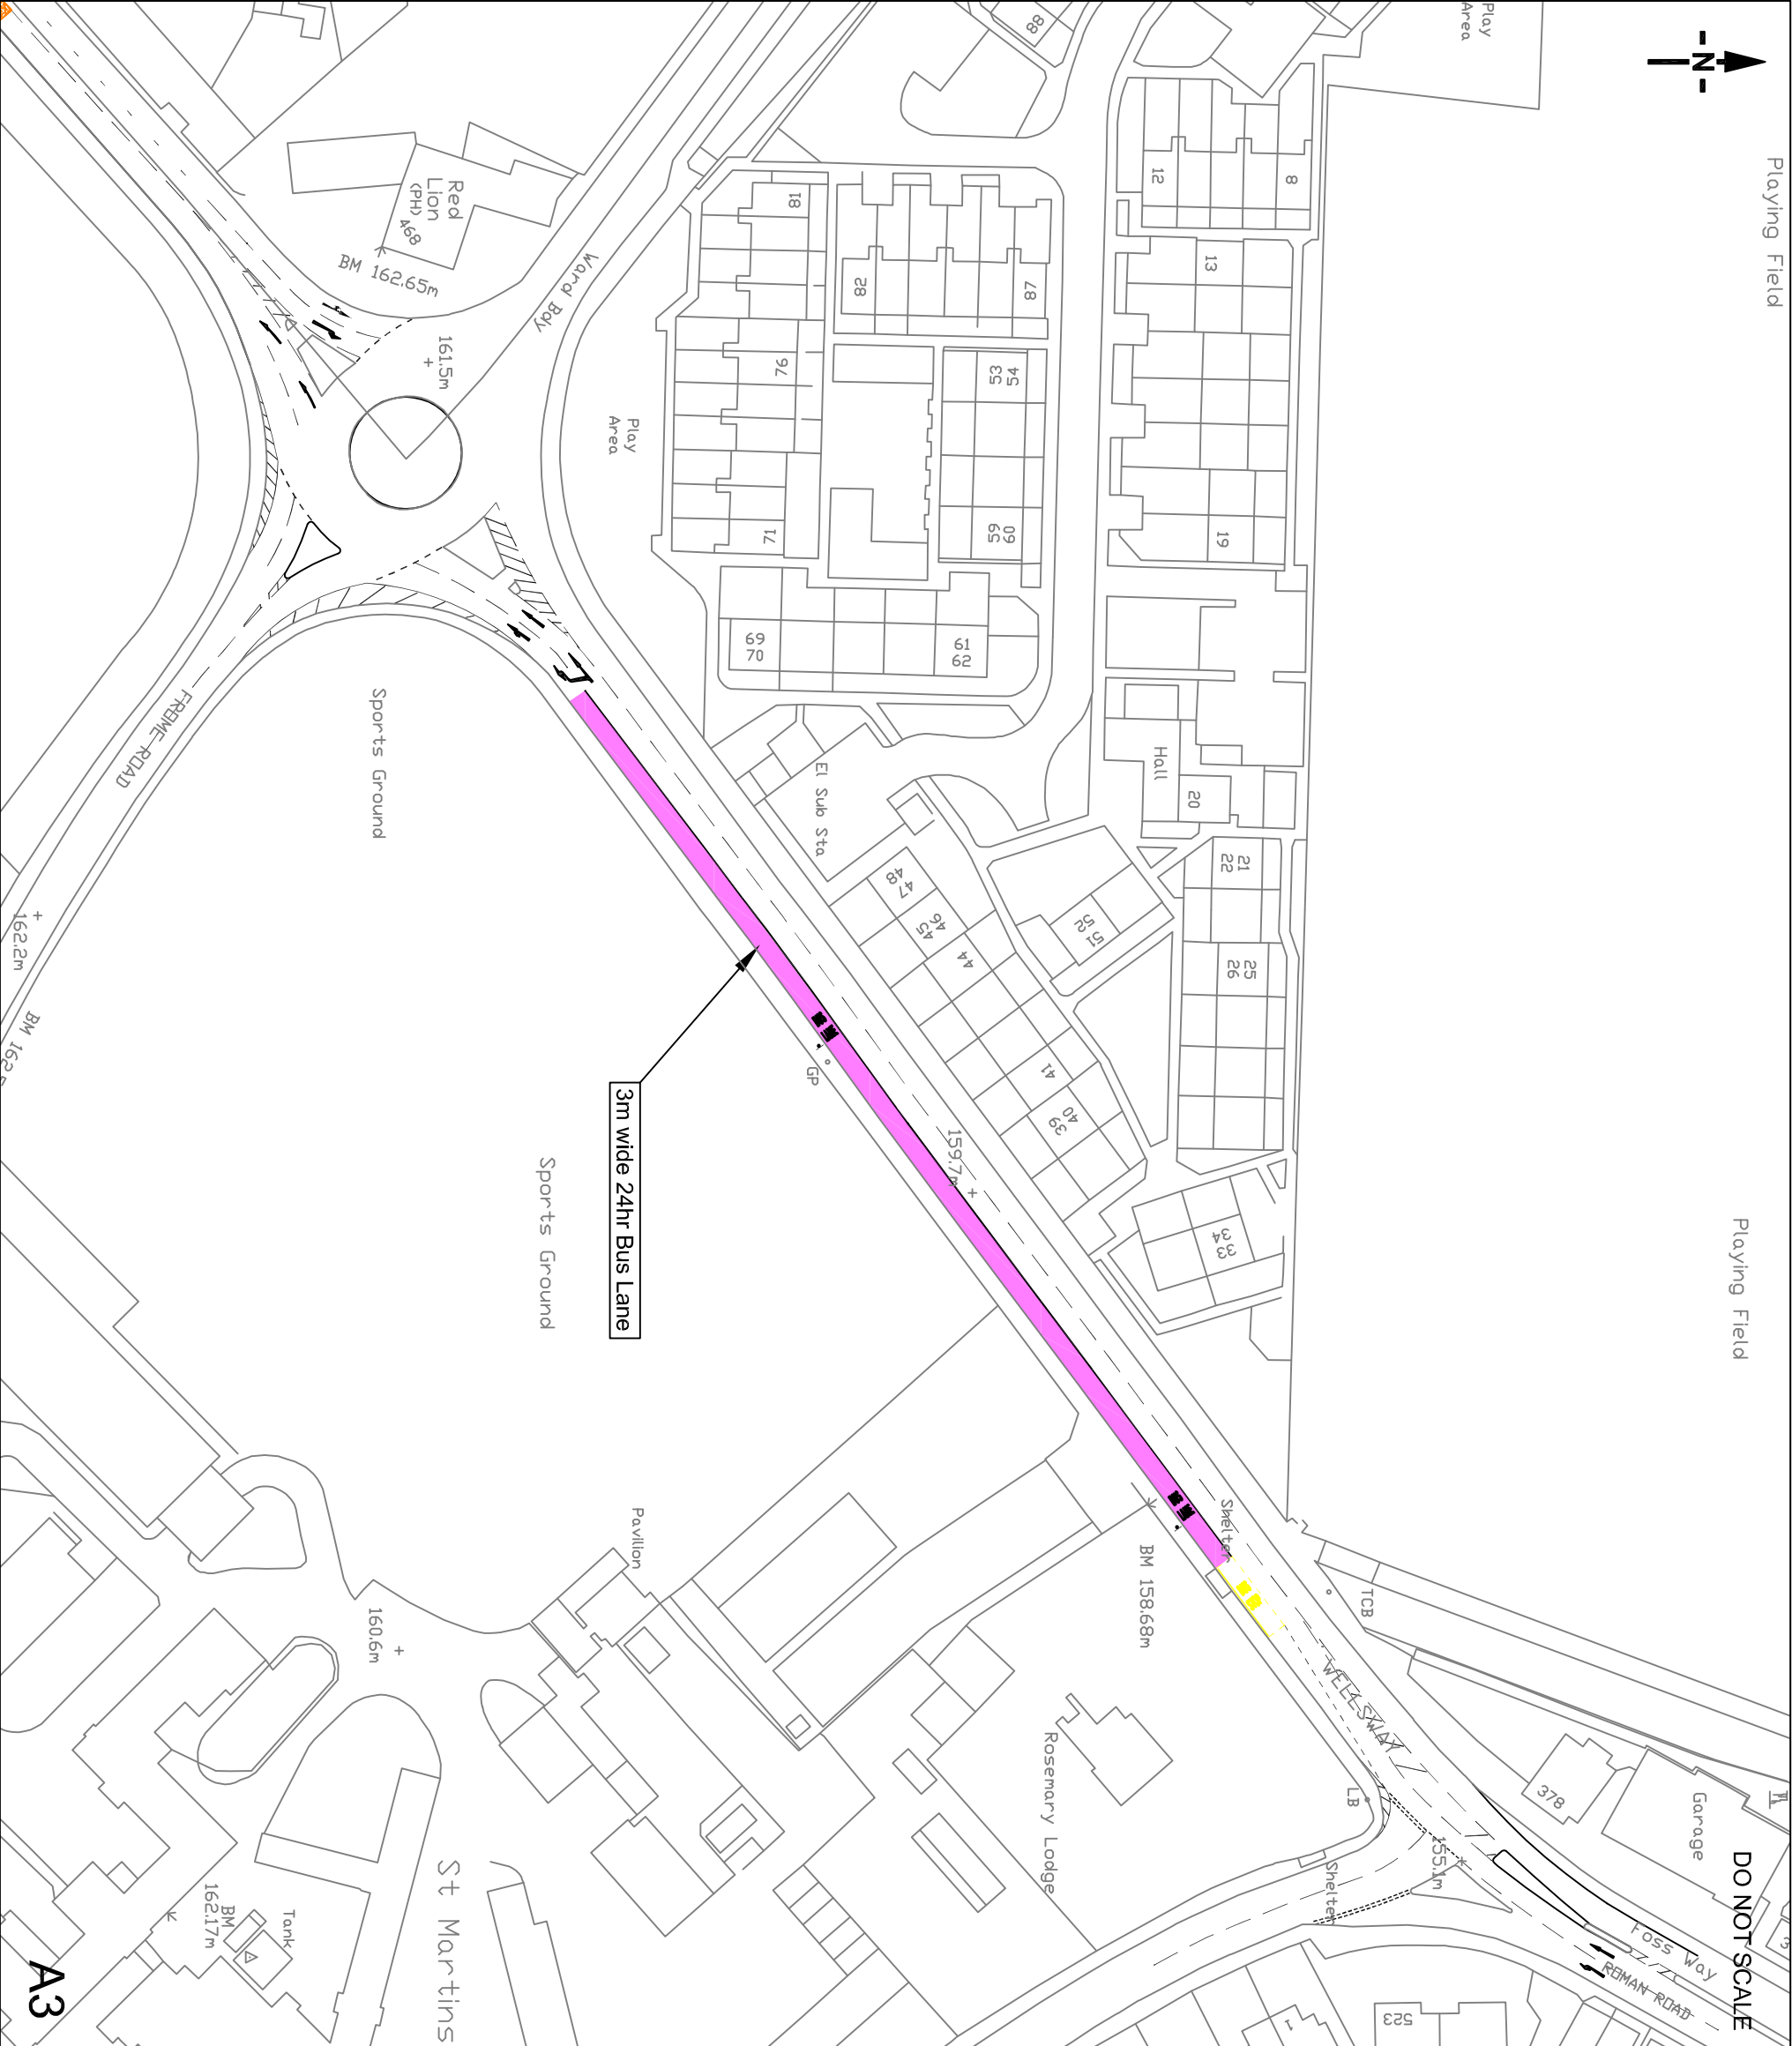 Playing Field
Playing Field
Play
Area
N
DO NOT SCALE
A3
88
12
8
13
19
Hall
20
21
22
25
26
33
34
18
28
87
76
71
53
54
59
60
69
70
61
62
Play
Area
El Sub Sta
47
48
45
46
44
51
52
41
40
39
Red
Lion
(PH)
468
BM 162.65m
Ward Bdy
161.5m
FROME ROAD
162.2m
Sports Ground
Sports Ground
3m wide 24hr Bus Lane
GP
159.7m
Shelter
TCB
BM 158.68m
WELLSWAY
Pavilion
160.6m
Rosemary Lodge
LB
155.1m
Shelter
378
Garage
Foss Way
ROMAN ROAD
523
1
St Martins
Tank
BM
162.17m